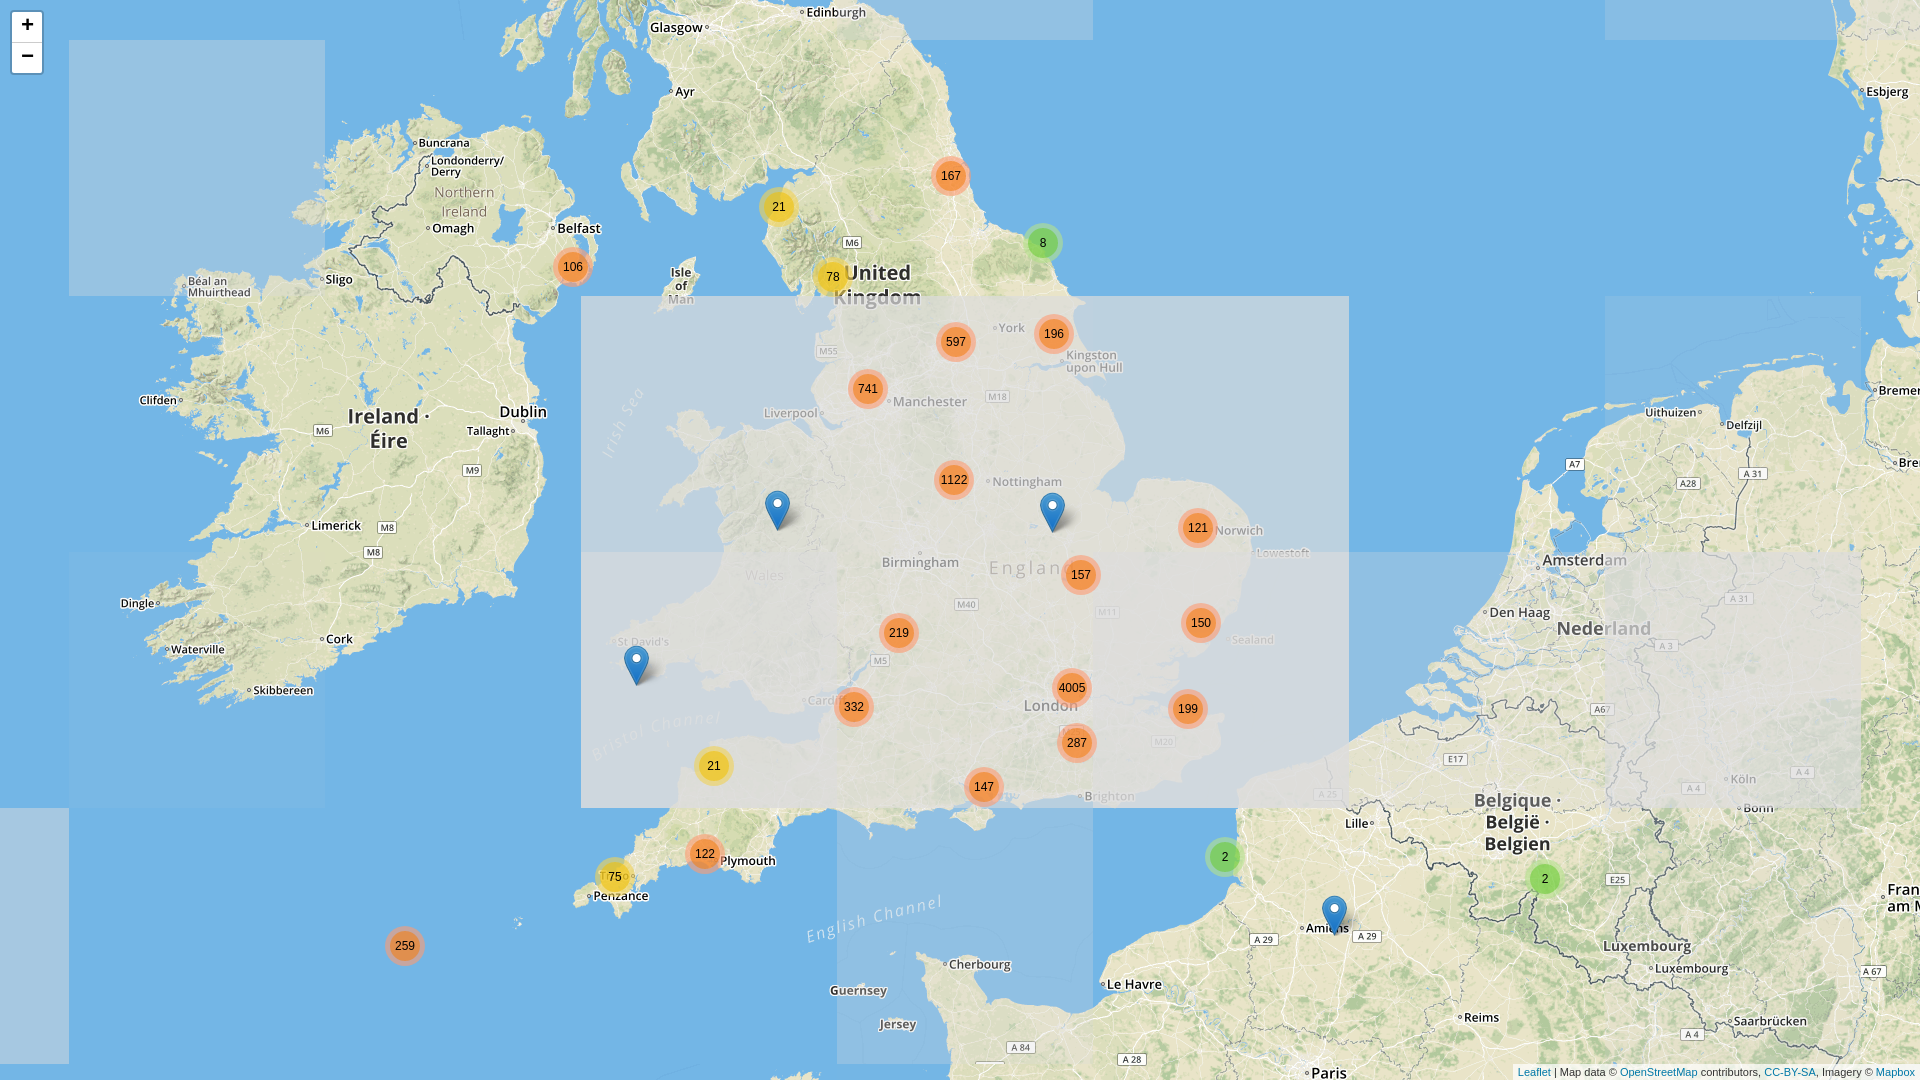 +
−
Edinburgh
Glasgow
Ayr
Esbjerg
Buncrana
Londonderry/
Derry
Northern
Ireland
Omagh
Belfast
167
21
8
M6
106
78
United
Kingdom
Isle
of
Man
Sligo
Béal an
Mhuirthead
York
196
597
M55
Kingston
upon Hull
741
Manchester
M18
Liverpool
Irish Sea
Clifden
Ireland ·
Éire
Dublin
Tallaght
M6
M9
Uithuizen
Delfzijl
A7
A28
A 31
1122
Nottingham
121
Norwich
Lowestoft
Limerick
M8
M8
Birmingham
England
157
Wales
Amsterdam
A 31
Dingle
M40
M11
Den Haag
Nederland
150
Sealand
219
Cork
Waterville
St David's
M5
A 3
Skibbereen
4005
London
332
199
A67
287
M20
Bristol Channel
E17
Köln
A 4
A 4
21
147
Brighton
A 25
Belgique ·
België ·
Belgien
Bonn
Lille
122
Plymouth
2
75
Penzance
2
E25
English Channel
Amiens
A 29
A 29
259
Luxembourg
Luxembourg
A 67
Cherbourg
Guernsey
Le Havre
Jersey
Reims
Saarbrücken
A 4
A 84
A 28
Paris
Leaflet | Map data © OpenStreetMap contributors, CC-BY-SA, Imagery © Mapbox